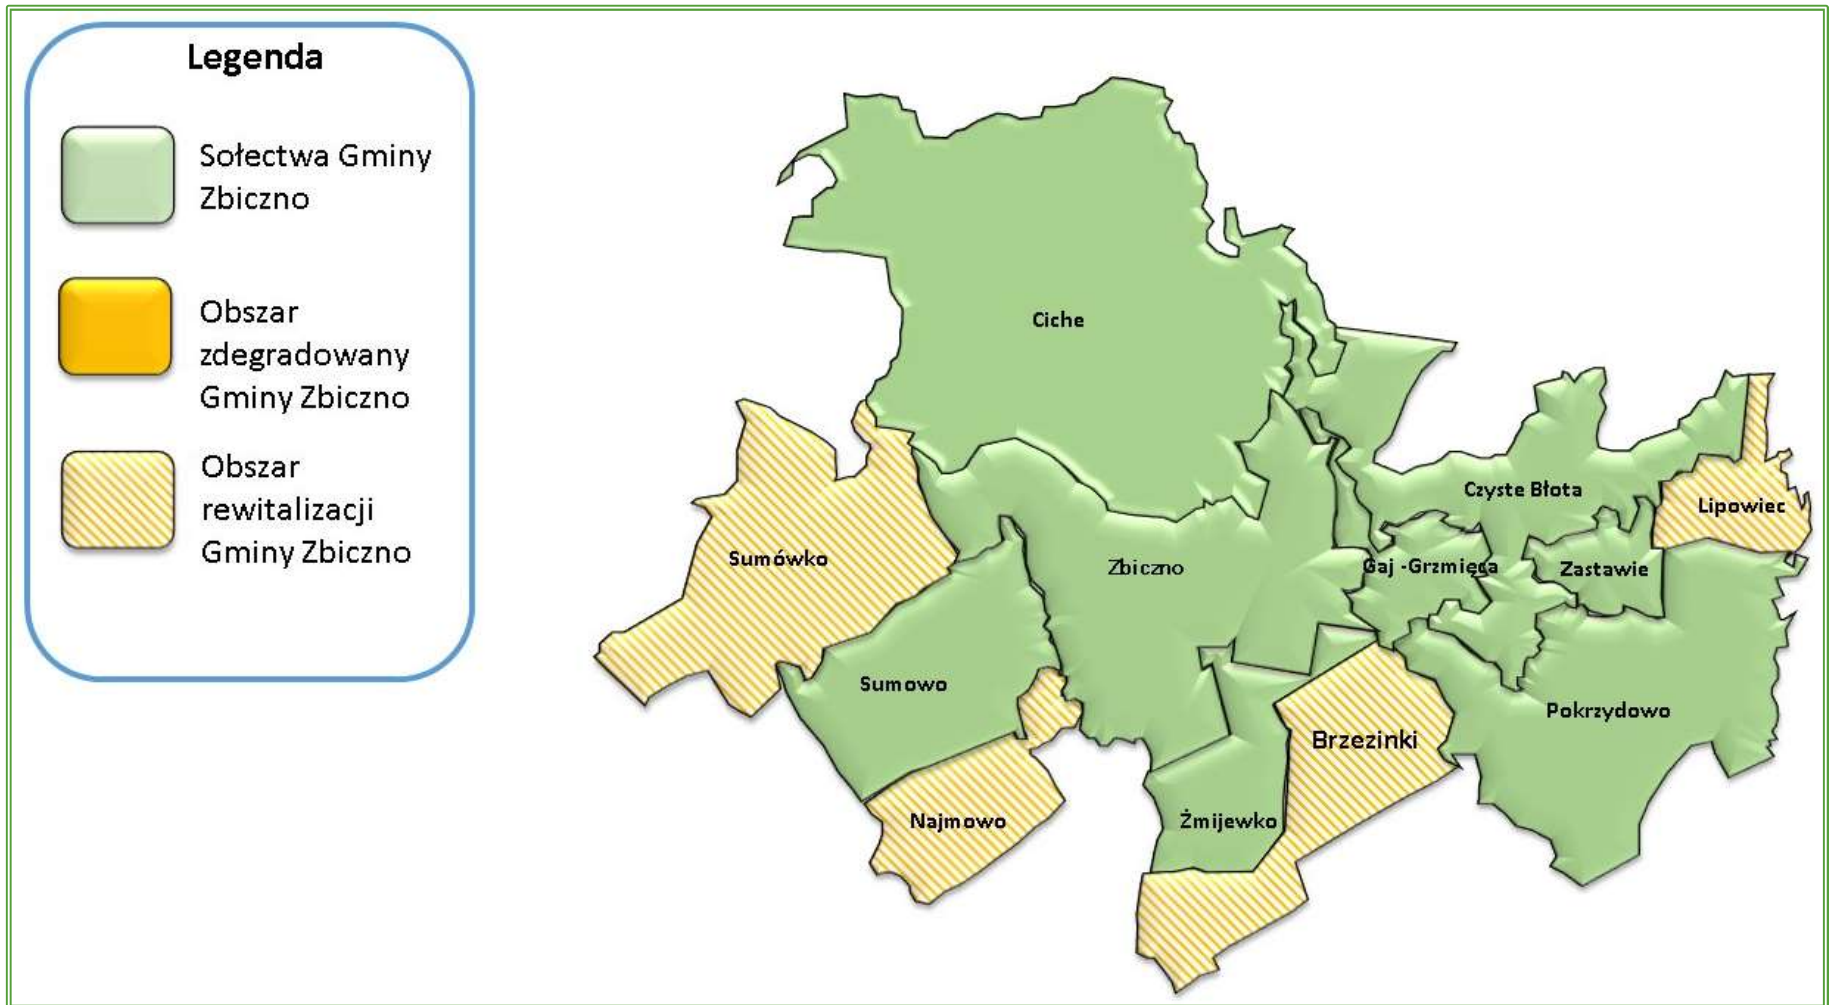 Legenda
Sołectwa Gminy
Zbiczno
Obszar
zdegradowany
Gminy Zbiczno
Obszar
rewitalizacji
Gminy Zbiczno
Ciche
Czyste Błota
Lipowiec
Sumówko
Zbiczno
Gaj -Grzmięca
Zastawie
Sumowo
Pokrzydowo
Brzezinki
Najmowo
Żmijewko